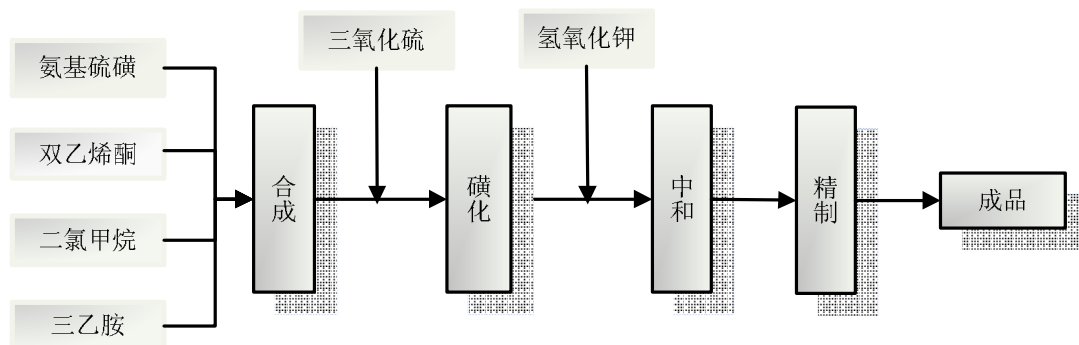 氨基硫磺
双乙烯酮
二氯甲烷
三乙胺
合成
三氧化硫
磺化
氢氧化钾
中和
精制
成品